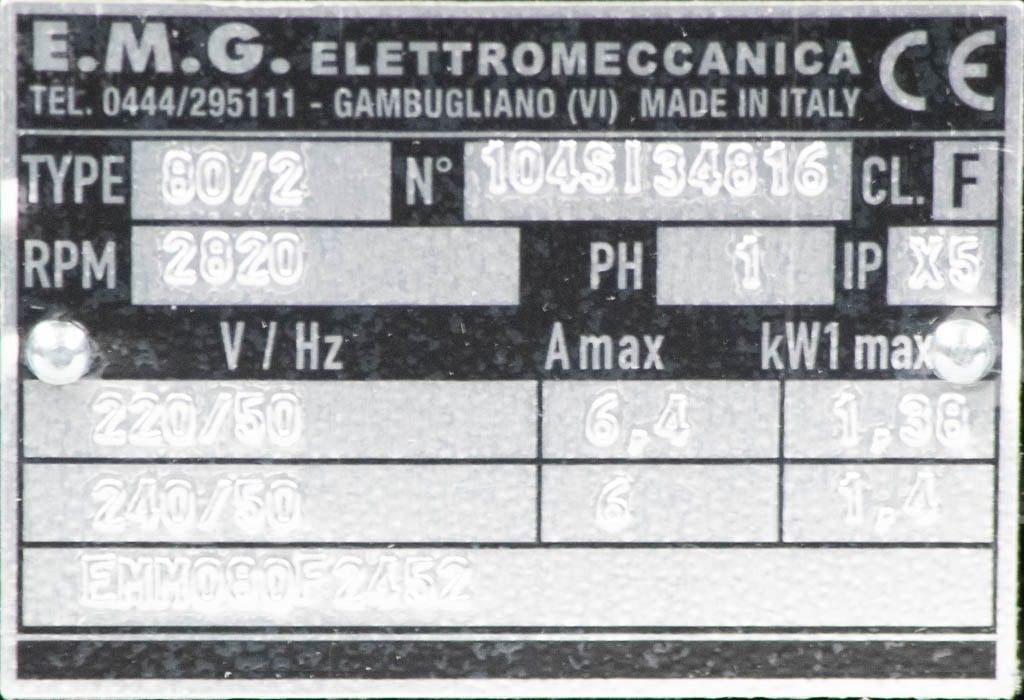 E.M.G. ELETTROMECCANICA CE
TEL. 0444/295111 - GAMBUGLIANO (VI) MADE IN ITALY
TYPE 80/2 N° 104SI34816 CL. F
RPM 2820 PH 1 IP X5
V / Hz A max kW1 max
220/50 6,4 1,38
240/50 6 1,4
EMM080F2452